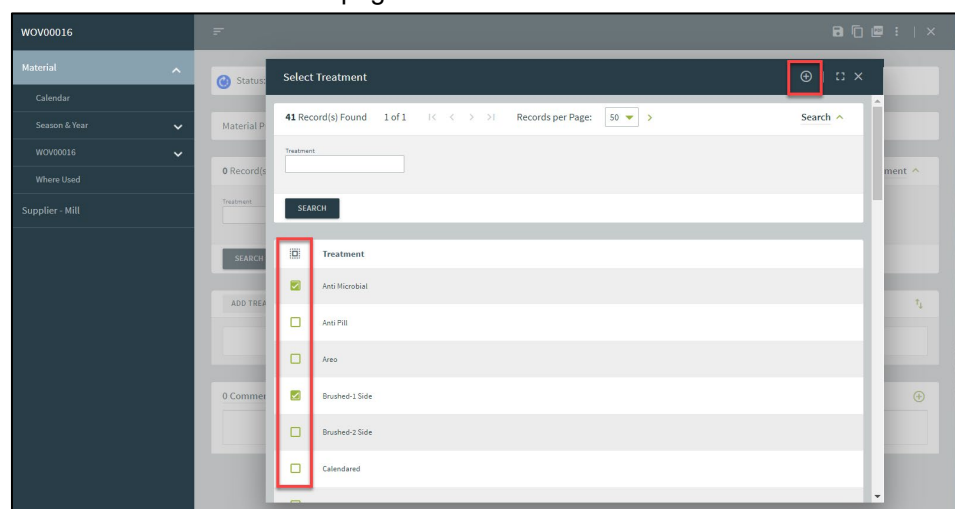 pag
WOV00016
Material
Calendar
Season & Year
WOV00016
Where Used
Supplier - Mill
Status:
Material P
0 Record(s
Treatment
SEARCH
ADD TREA
0 Commen
ment
Select Treatment
41 Record(s) Found 1 of 1 Records per Page: 50 Search
Treatment
SEARCH
Treatment
Anti Microbial
Anti Pill
Areo
Brushed-1 Side
Brushed-2 Side
Calendared